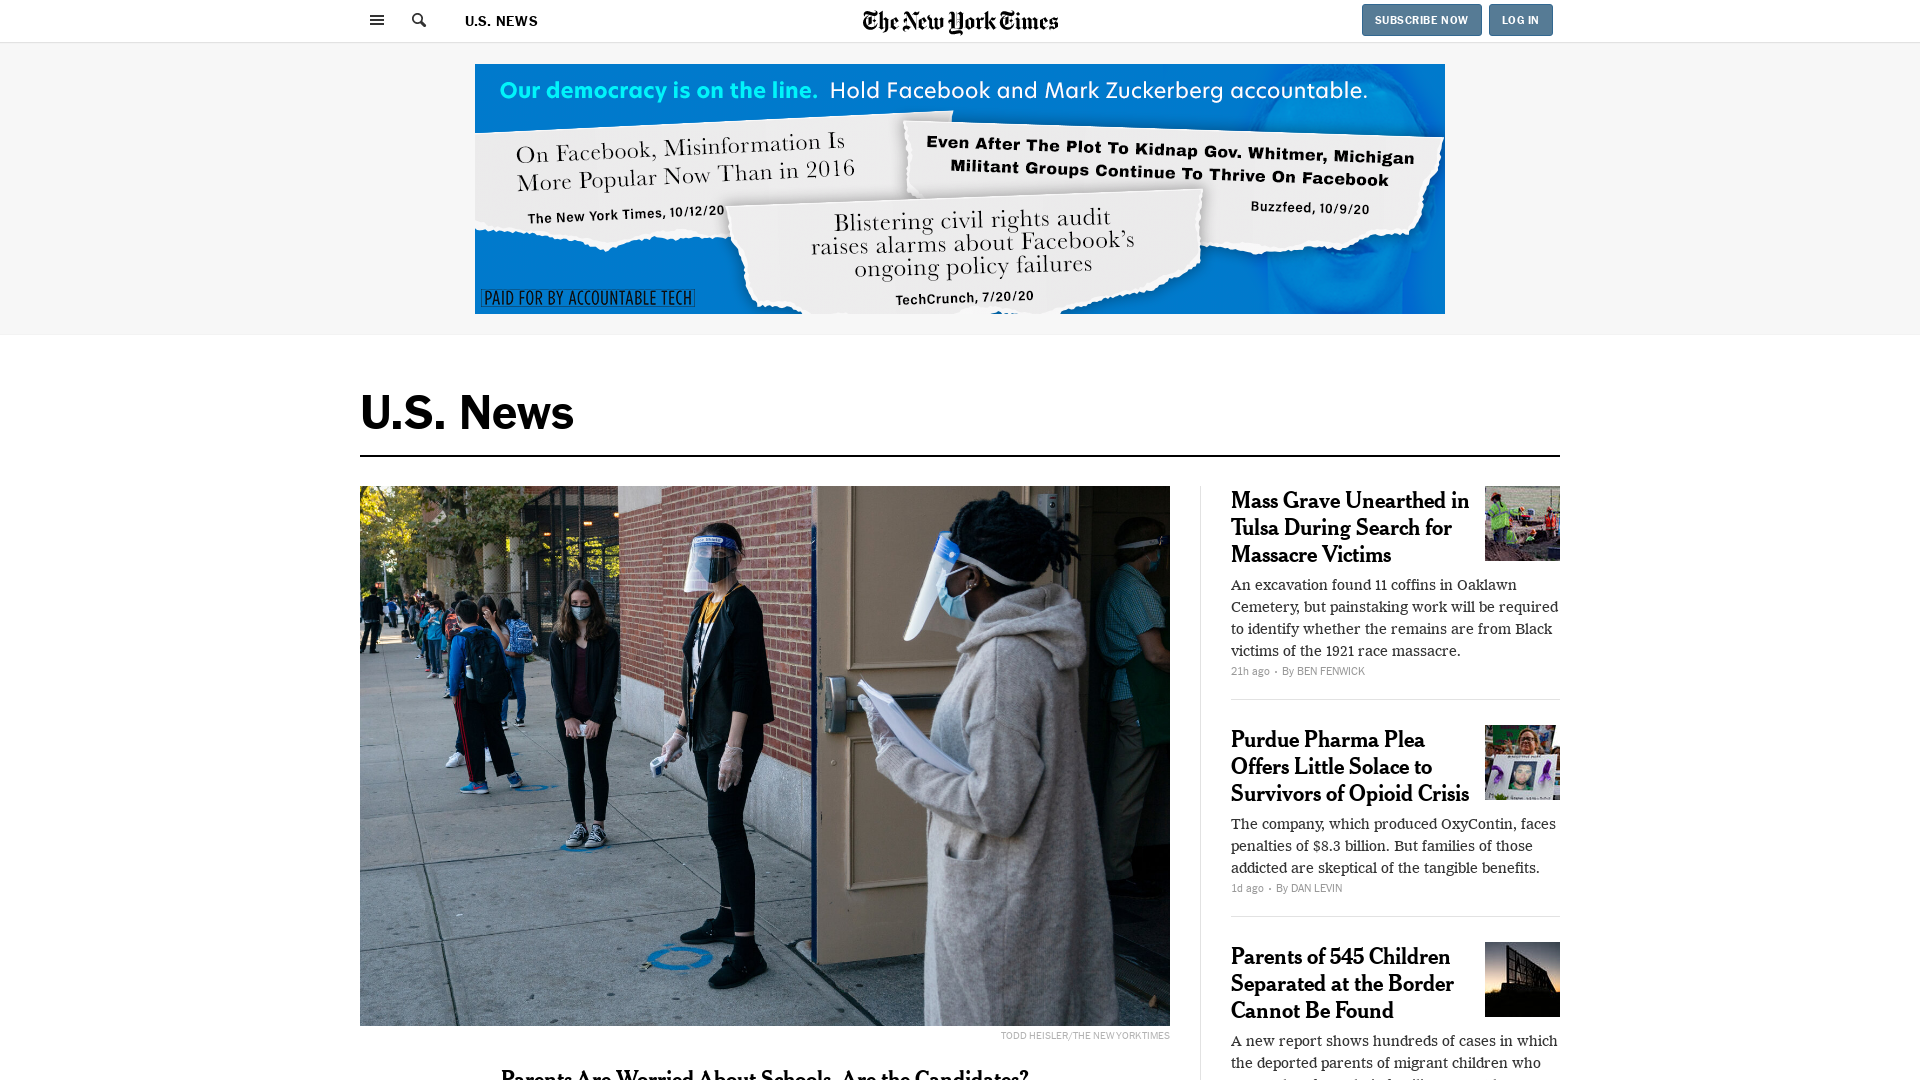 U.S. NEWS
The New York Times
SUBSCRIBE NOW
LOG IN
Our democracy is on the line. Hold Facebook and Mark Zuckerberg accountable.
On Facebook, Misinformation Is
More Popular Now Than in 2016
The New York Times, 10/12/20
Even After The Plot To Kidnap Gov. Whitmer, Michigan
Militant Groups Continue To Thrive On Facebook
Buzzfeed, 10/9/20
Blistering civil rights audit
raises alarms about Facebook's
ongoing policy failures
TechCrunch, 7/20/20
PAID FOR BY ACCOUNTABLE TECH
U.S. News
TODD HEISLER/THE NEW YORKTIMES
Parents Are Worried About Schools. Are the Candidates?
Mass Grave Unearthed in
Tulsa During Search for
Massacre Victims
An excavation found 11 coffins in Oaklawn
Cemetery, but painstaking work will be required
to identify whether the remains are from Black
victims of the 1921 race massacre.
21h ago • By BEN FENWICK
Purdue Pharma Plea
Offers Little Solace to
Survivors of Opioid Crisis
The company, which produced OxyContin, faces
penalties of $8.3 billion. But families of those
addicted are skeptical of the tangible benefits.
1d ago • By DAN LEVIN
Parents of 545 Children
Separated at the Border
Cannot Be Found
A new report shows hundreds of cases in which
the deported parents of migrant children who